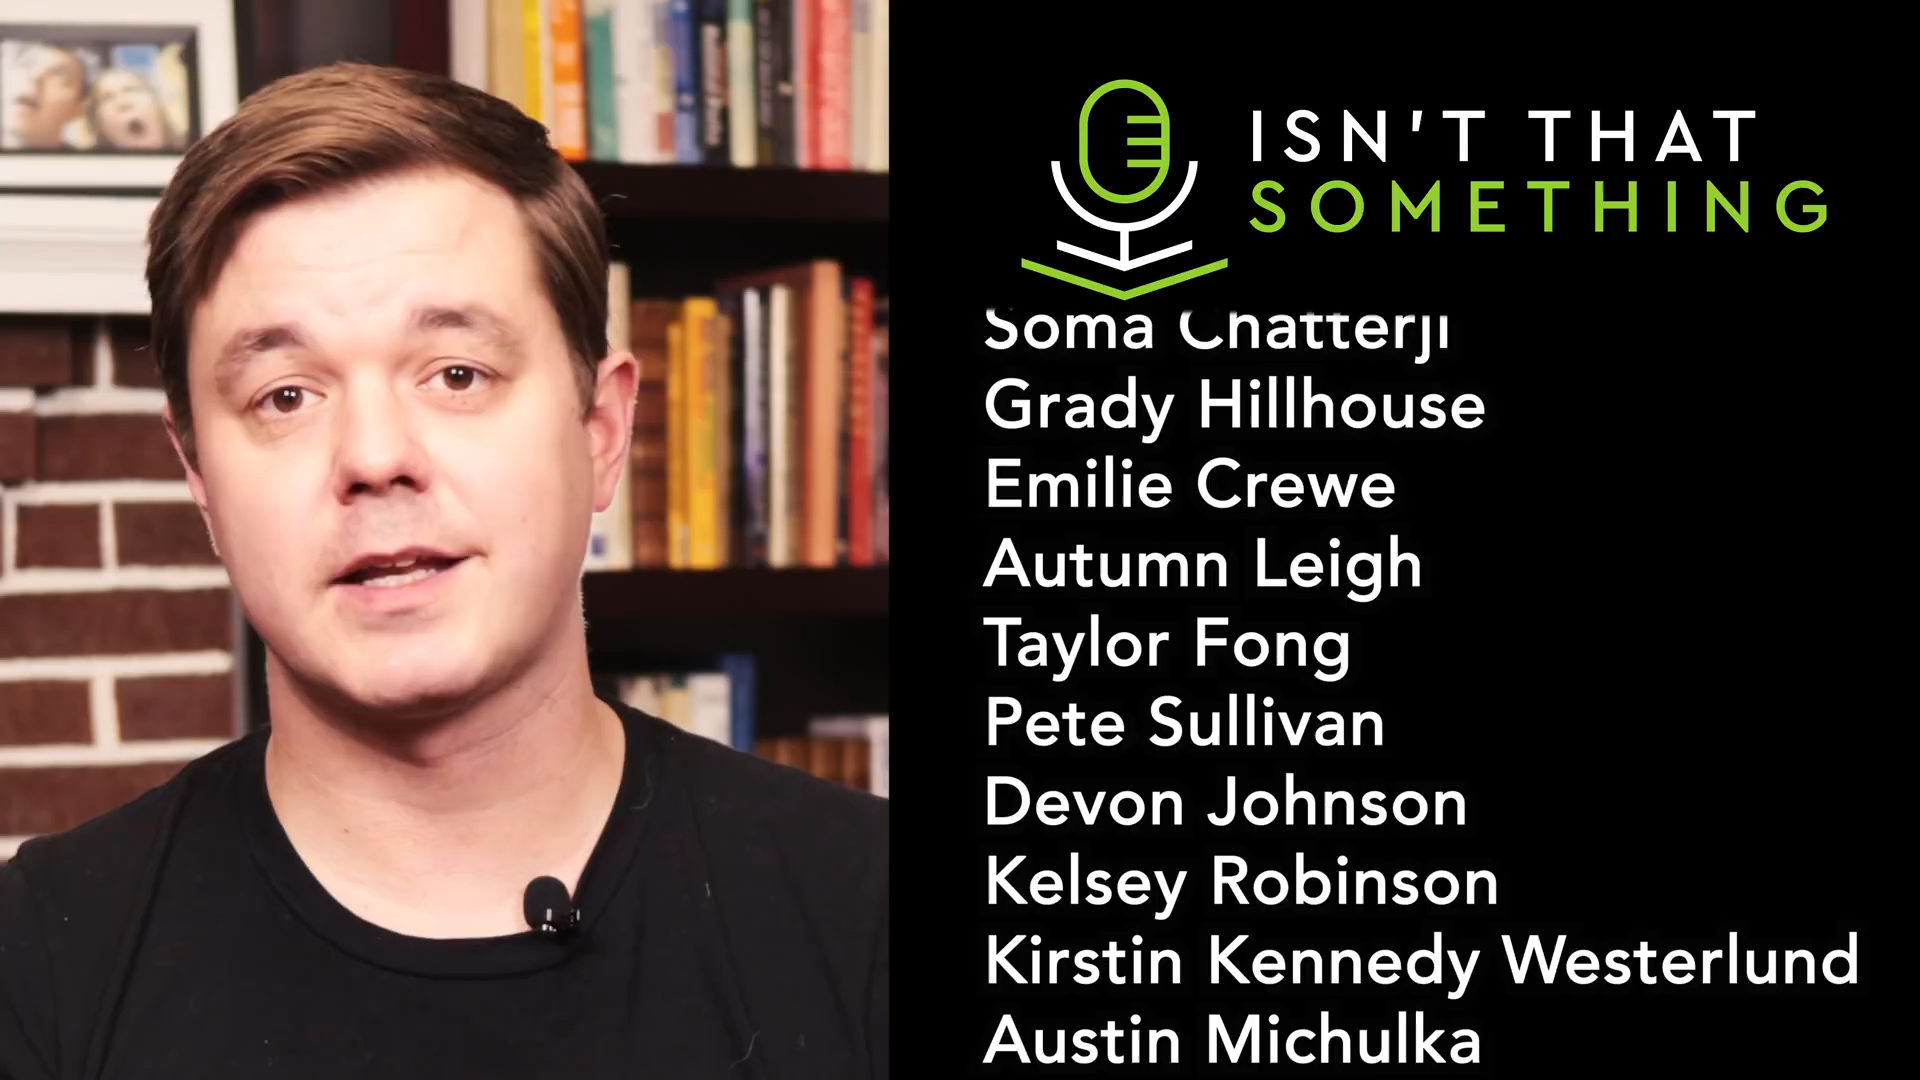 ISN'T THAT
SOMETHING
Soma Chatterji
Grady Hillhouse
Emilie Crewe
Autumn Leigh
Taylor Fong
Pete Sullivan
Devon Johnson
Kelsey Robinson
Kirstin Kennedy Westerlund
Austin Michulka